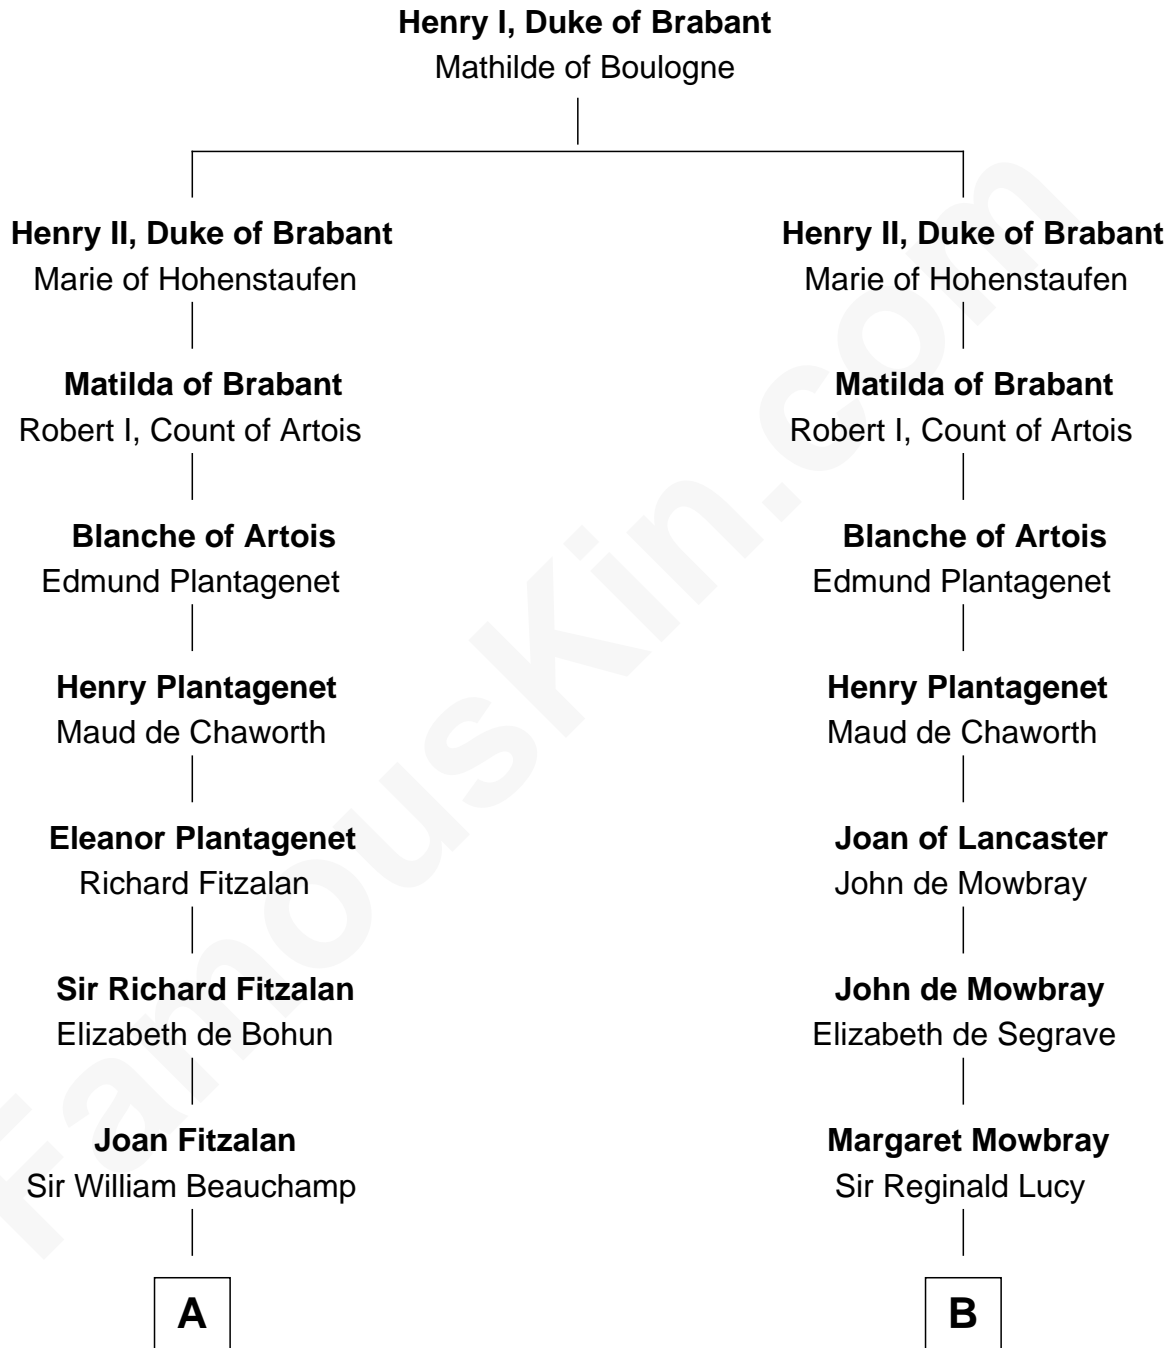 Henry I, Duke of Brabant
Mathilde of Boulogne
Henry II, Duke of Brabant
Marie of Hohenstaufen
Henry II, Duke of Brabant
Marie of Hohenstaufen
Matilda of Brabant
Robert I, Count of Artois
Matilda of Brabant
Robert I, Count of Artois
Blanche of Artois
Edmund Plantagenet
Blanche of Artois
Edmund Plantagenet
Henry Plantagenet
Maud de Chaworth
Henry Plantagenet
Maud de Chaworth
Eleanor Plantagenet
Richard Fitzalan
Joan of Lancaster
John de Mowbray
Sir Richard Fitzalan
Elizabeth de Bohun
John de Mowbray
Elizabeth de Segrave
Joan Fitzalan
Sir William Beauchamp
Margaret Mowbray
Sir Reginald Lucy
A
B
FamousKin.com